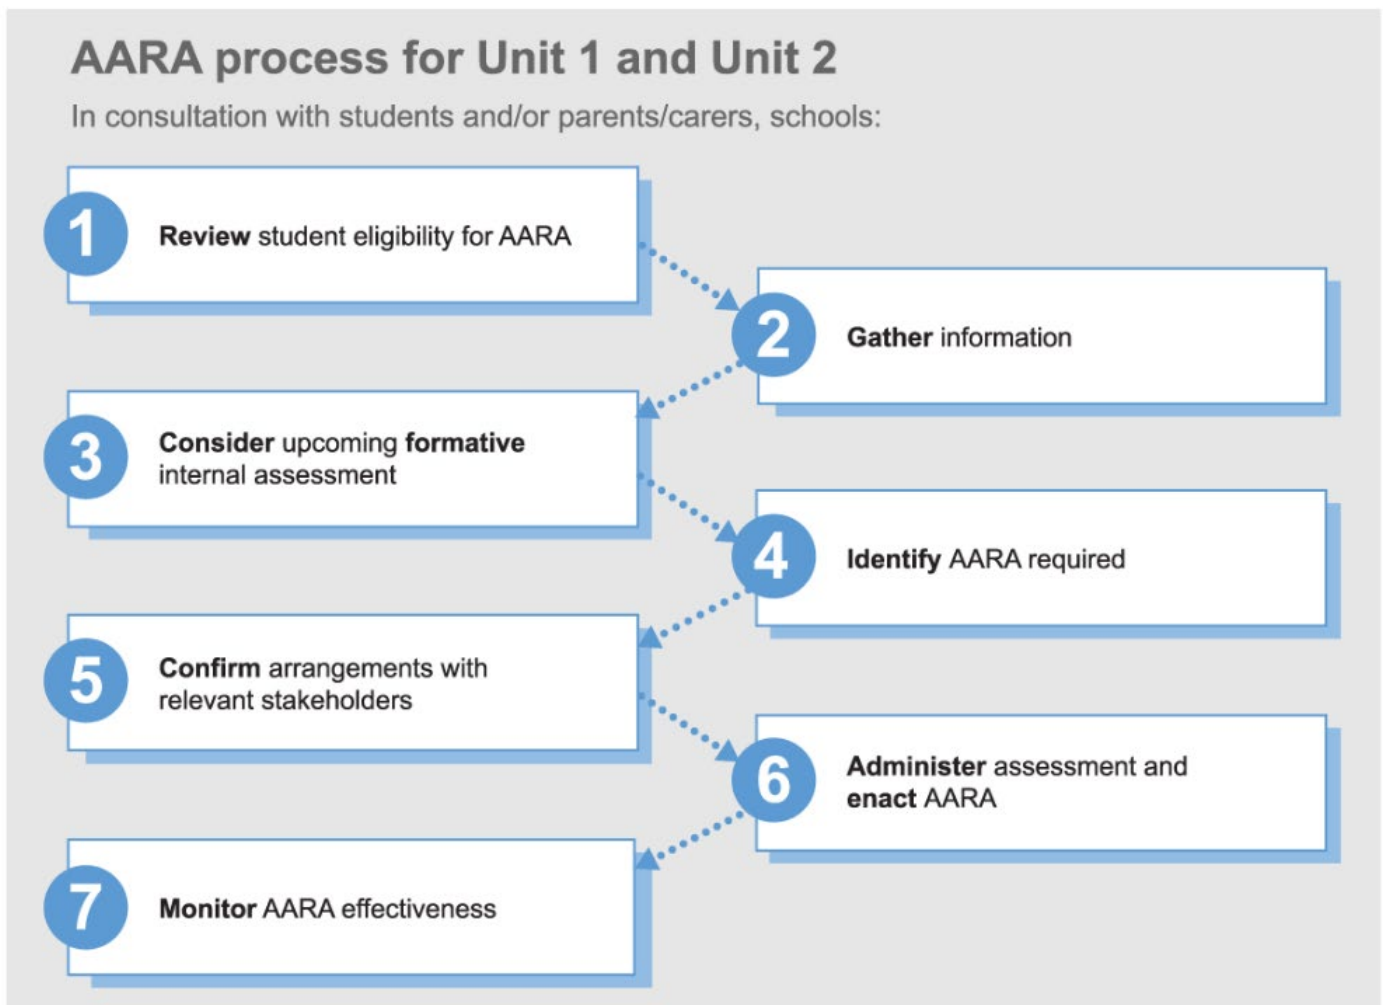 AARA process for Unit 1 and Unit 2
In consultation with students and/or parents/carers, schools:
1
Review student eligibility for AARA
2
Gather information
3
Consider upcoming formative
internal assessment
4
Identify AARA required
5
Confirm arrangements with
relevant stakeholders
6
Administer assessment and
enact AARA
7
Monitor AARA effectiveness